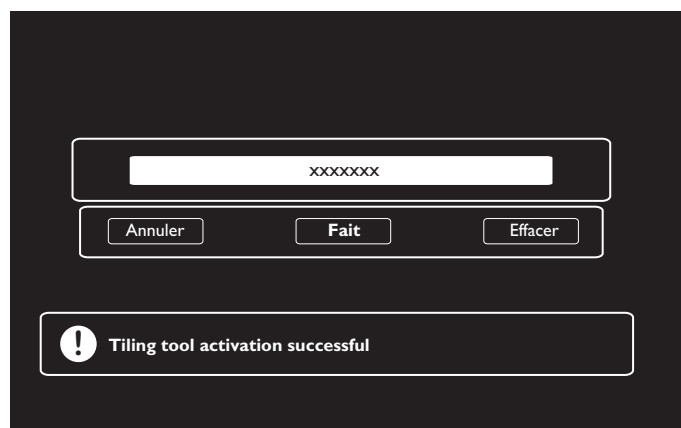 xxxxxxx
Annuler Fait Effacer
Tiling tool activation successful